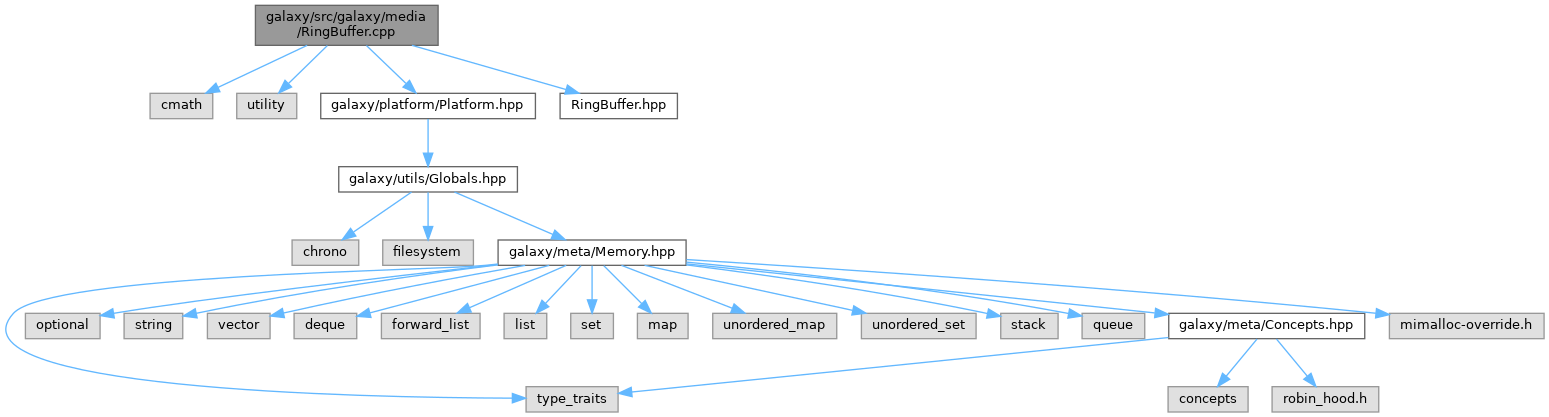 galaxy/src/galaxy/media
/RingBuffer.cpp
cmath
utility
galaxy/platform/Platform.hpp
RingBuffer.hpp
galaxy/utils/Globals.hpp
chrono
filesystem
galaxy/meta/Memory.hpp
optional
string
vector
deque
forward_list
list
set
map
unordered_map
unordered_set
stack
queue
galaxy/meta/Concepts.hpp
mimalloc-override.h
type_traits
concepts
robin_hood.h